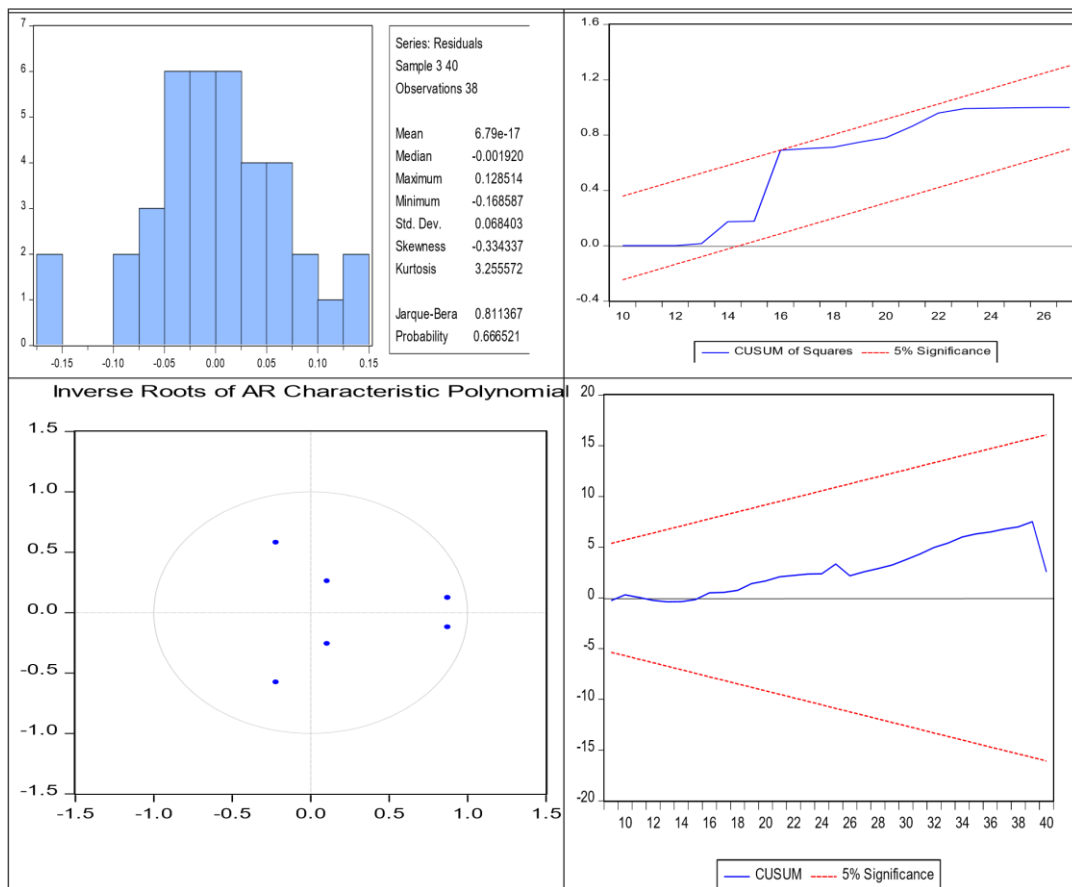 7
6
5
4
3
2
1
0
-0.15 -0.10 -0.05 0.00 0.05 0.10 0.15
Series: Residuals
Sample 3 40
Observations 38
Mean 6.79e-17
Median -0.001920
Maximum 0.128514
Minimum -0.168587
Std. Dev. 0.068403
Skewness -0.334337
Kurtosis 3.255572
Jarque-Bera 0.811367
Probability 0.666521
1.6
1.2
0.8
0.4
0.0
-0.4
10 12 14 16 18 20 22 24 26
CUSUM of Squares 5% Significance
Inverse Roots of AR Characteristic Polynomial
1.5
1.0
0.5
0.0
-0.5
-1.0
-1.5
-1.5 -1.0 -0.5 0.0 0.5 1.0 1.5
20
15
10
5
0
-5
-10
-15
-20
10 12 14 16 18 20 22 24 26 28 30 32 34 36 38 40
CUSUM 5% Significance